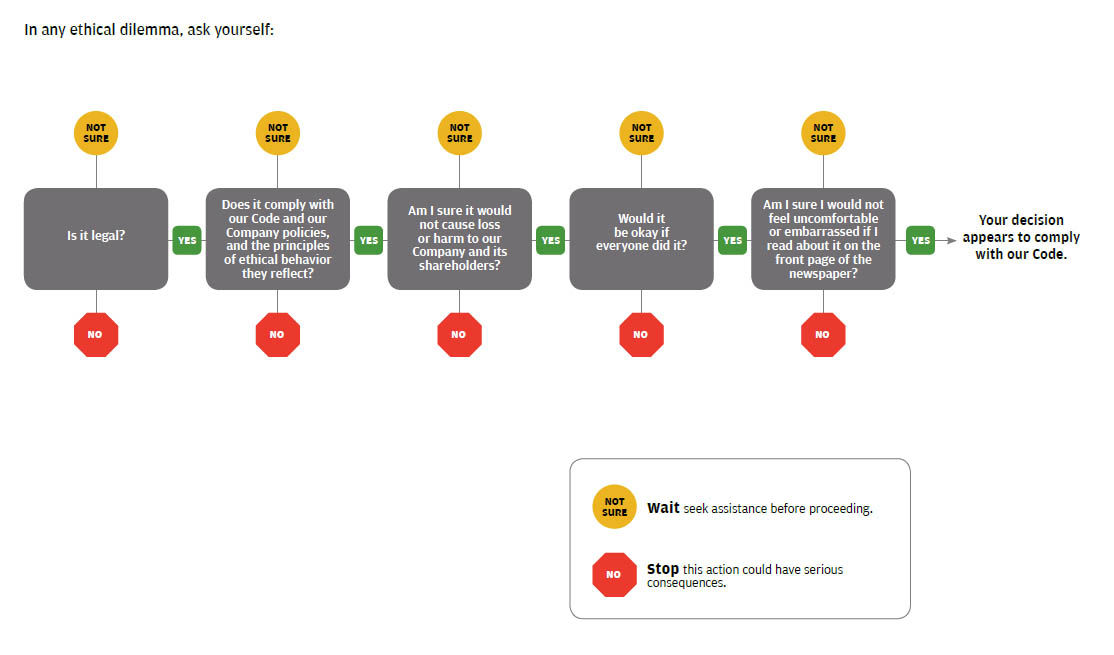 In any ethical dilemma, ask yourself:
NOT
SURE
NOT
SURE
NOT
SURE
NOT
SURE
NOT
SURE
Is it legal?
YES
Does it comply with
our Code and our
Company policies,
and the principles
of ethical behavior
they reflect?
YES
Am I sure it would
not cause loss
or harm to our
Company and its
shareholders?
YES
Would it
be okay if
everyone did it?
YES
Am I sure I would not
feel uncomfortable
or embarrassed if I
read about it on the
front page of the
newspaper?
YES
Your decision
appears to comply
with our Code.
NO
NO
NO
NO
NO
NOT
SURE
Wait seek assistance before proceeding.
NO
Stop this action could have serious
consequences.